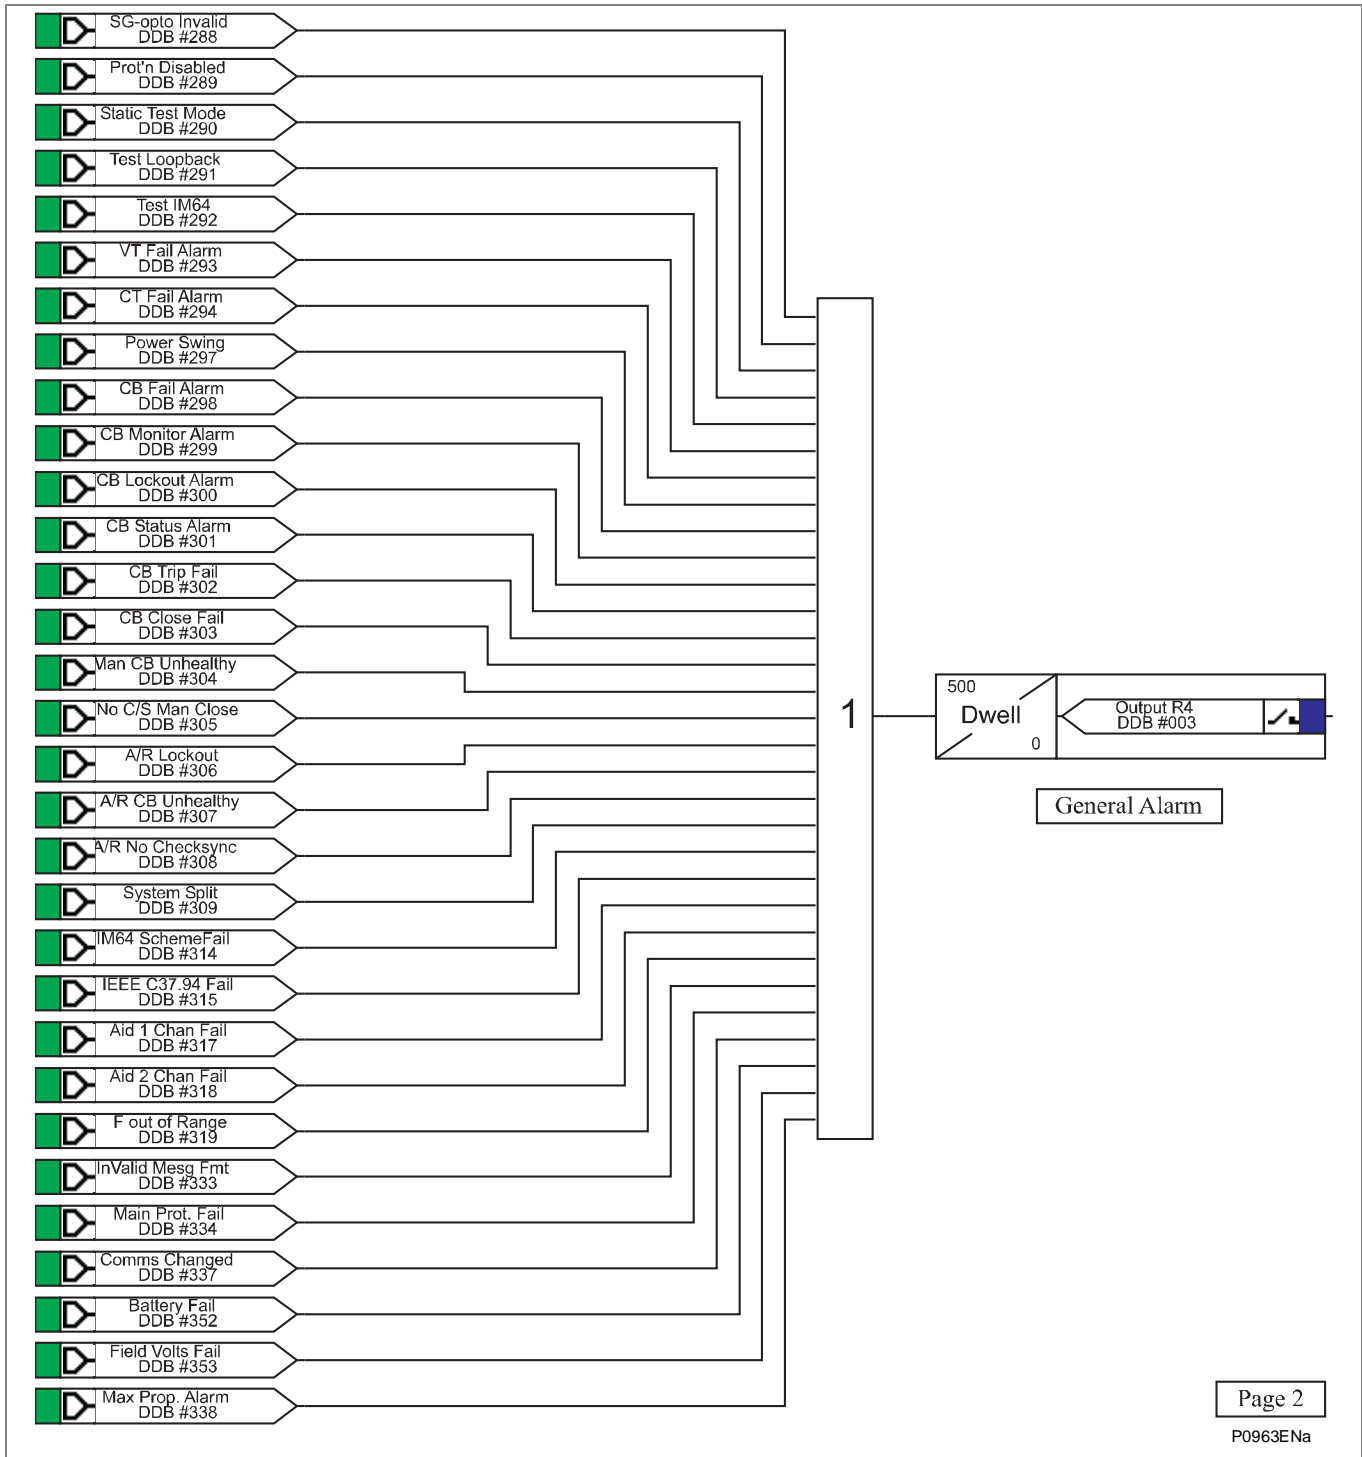 SG-opto Invalid
DDB #288
Prot'n Disabled
DDB #289
Static Test Mode
DDB #290
Test Loopback
DDB #291
Test IM64
DDB #292
VT Fail Alarm
DDB #293
CT Fail Alarm
DDB #294
Power Swing
DDB #297
CB Fail Alarm
DDB #298
CB Monitor Alarm
DDB #299
CB Lockout Alarm
DDB #300
CB Status Alarm
DDB #301
CB Trip Fail
DDB #302
CB Close Fail
DDB #303
Man CB Unhealthy
DDB #304
No C/S Man Close
DDB #305
A/R Lockout
DDB #306
A/R CB Unhealthy
DDB #307
A/R No Checksync
DDB #308
System Split
DDB #309
IM64 SchemeFail
DDB #314
IEEE C37.94 Fail
DDB #315
Aid 1 Chan Fail
DDB #317
Aid 2 Chan Fail
DDB #318
F out of Range
DDB #319
InValid Mesg Fmt
DDB #333
Main Prot. Fail
DDB #334
Comms Changed
DDB #337
Battery Fail
DDB #352
Field Volts Fail
DDB #353
Max Prop. Alarm
DDB #338
1
500
Dwell
0
Output R4
DDB #003
General Alarm
Page 2
P0963ENa